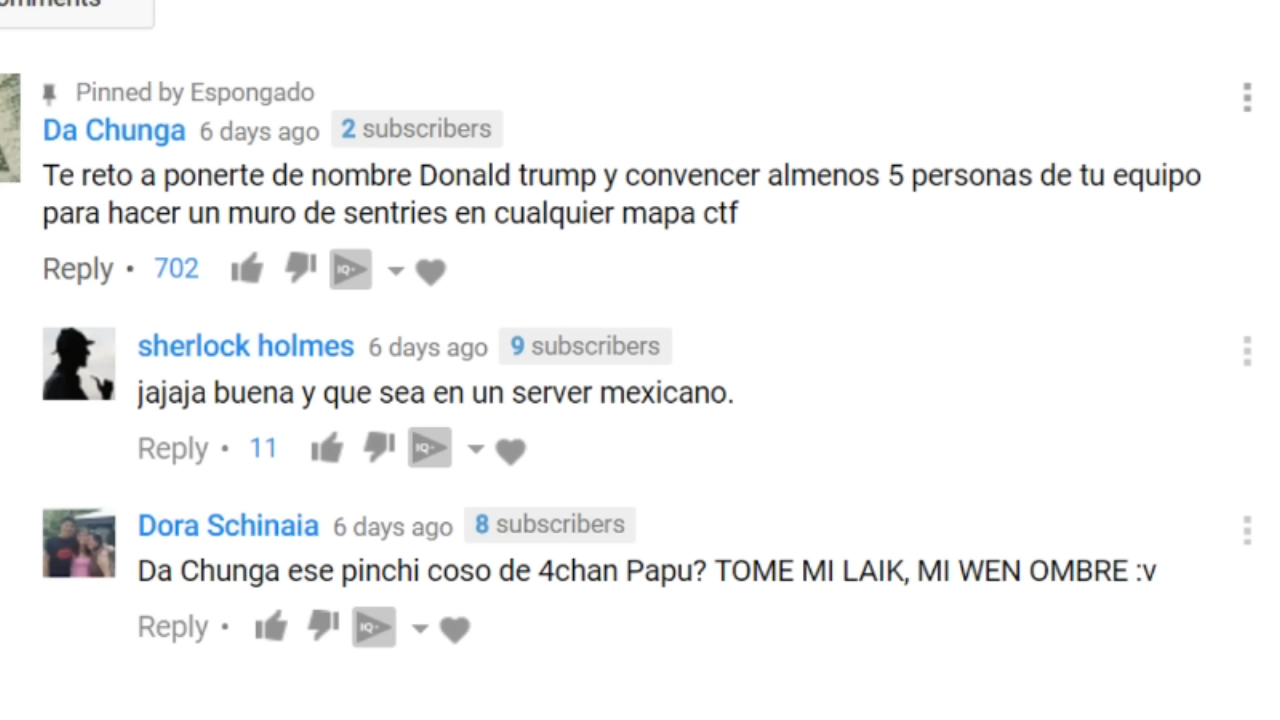 Pinned by Espongado
Da Chunga 6 days ago 2 subscribers
Te reto a ponerte de nombre Donald trump y convencer almenos 5 personas de tu equipo
para hacer un muro de sentries en cualquier mapa ctf
Reply • 702 IQ+
sherlock holmes 6 days ago 9 subscribers
jajaja buena y que sea en un server mexicano.
Reply • 11 IQ+
Dora Schinaia 6 days ago 8 subscribers
Da Chunga ese pinchi coso de 4chan Papu? TOME MI LAIK, MI WEN OMBRE :v
Reply • IQ+